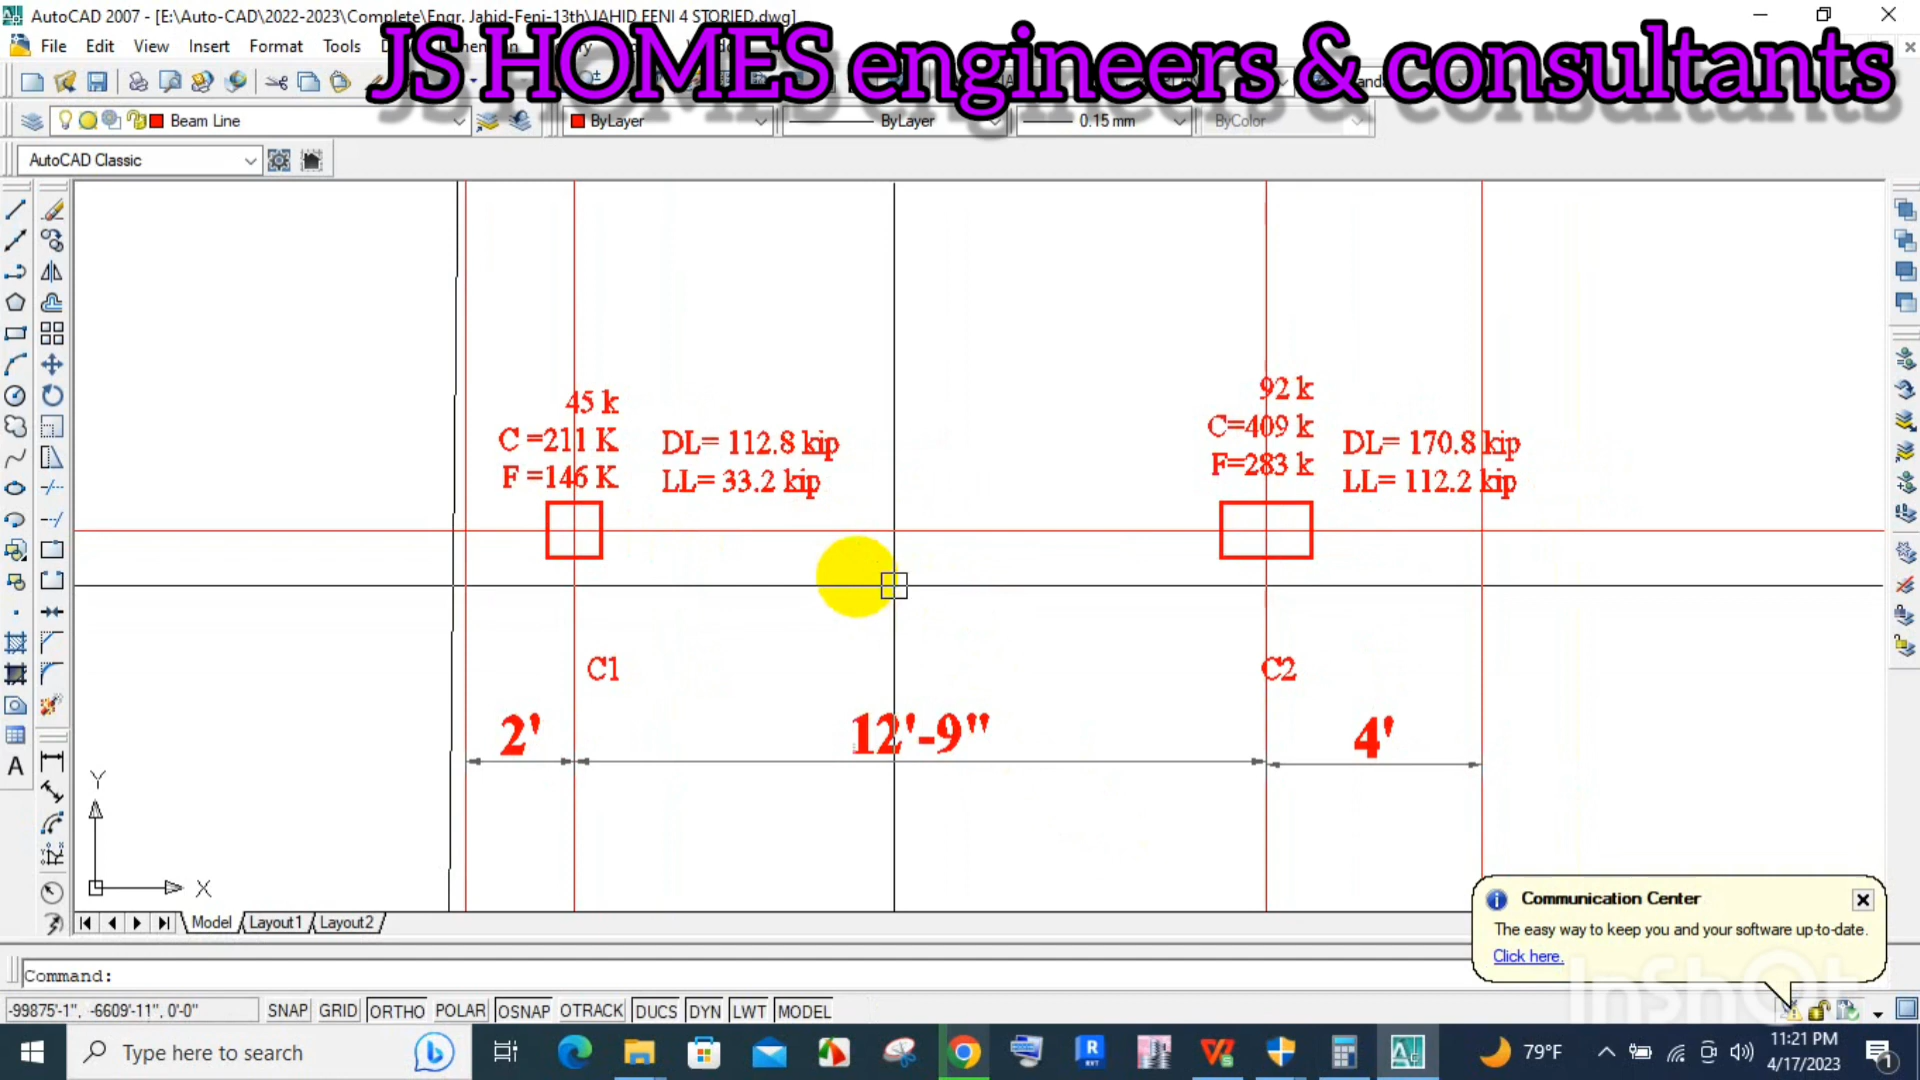 AutoCAD 2007 - [E:\Auto-CAD\2022-2023\Complete\Engr. Jahid-Feni-13th\JAHID FENI 4 STORIED.dwg]
File Edit View Insert Format Tools
JS HOMES engineers & consultants
Beam Line
ByLayer
ByLayer
0.15 mm
ByColor
AutoCAD Classic
45 k
C =211 K
F =146 K
DL= 112.8 kip
LL= 33.2 kip
92 k
C=409 k
F=283 k
DL= 170.8 kip
LL= 112.2 kip
C1
C2
2'
12'-9"
4'
Y
X
A
Model Layout1 Layout2
Communication Center
The easy way to keep you and your software up-to-date.
Click here.
InShOt
Command:
-99875'-1", -6609'-11", 0'-0"
SNAP GRID ORTHO POLAR OSNAP OTRACK DUCS DYN LWT MODEL
Type here to search
79°F
11:21 PM
4/17/2023
1